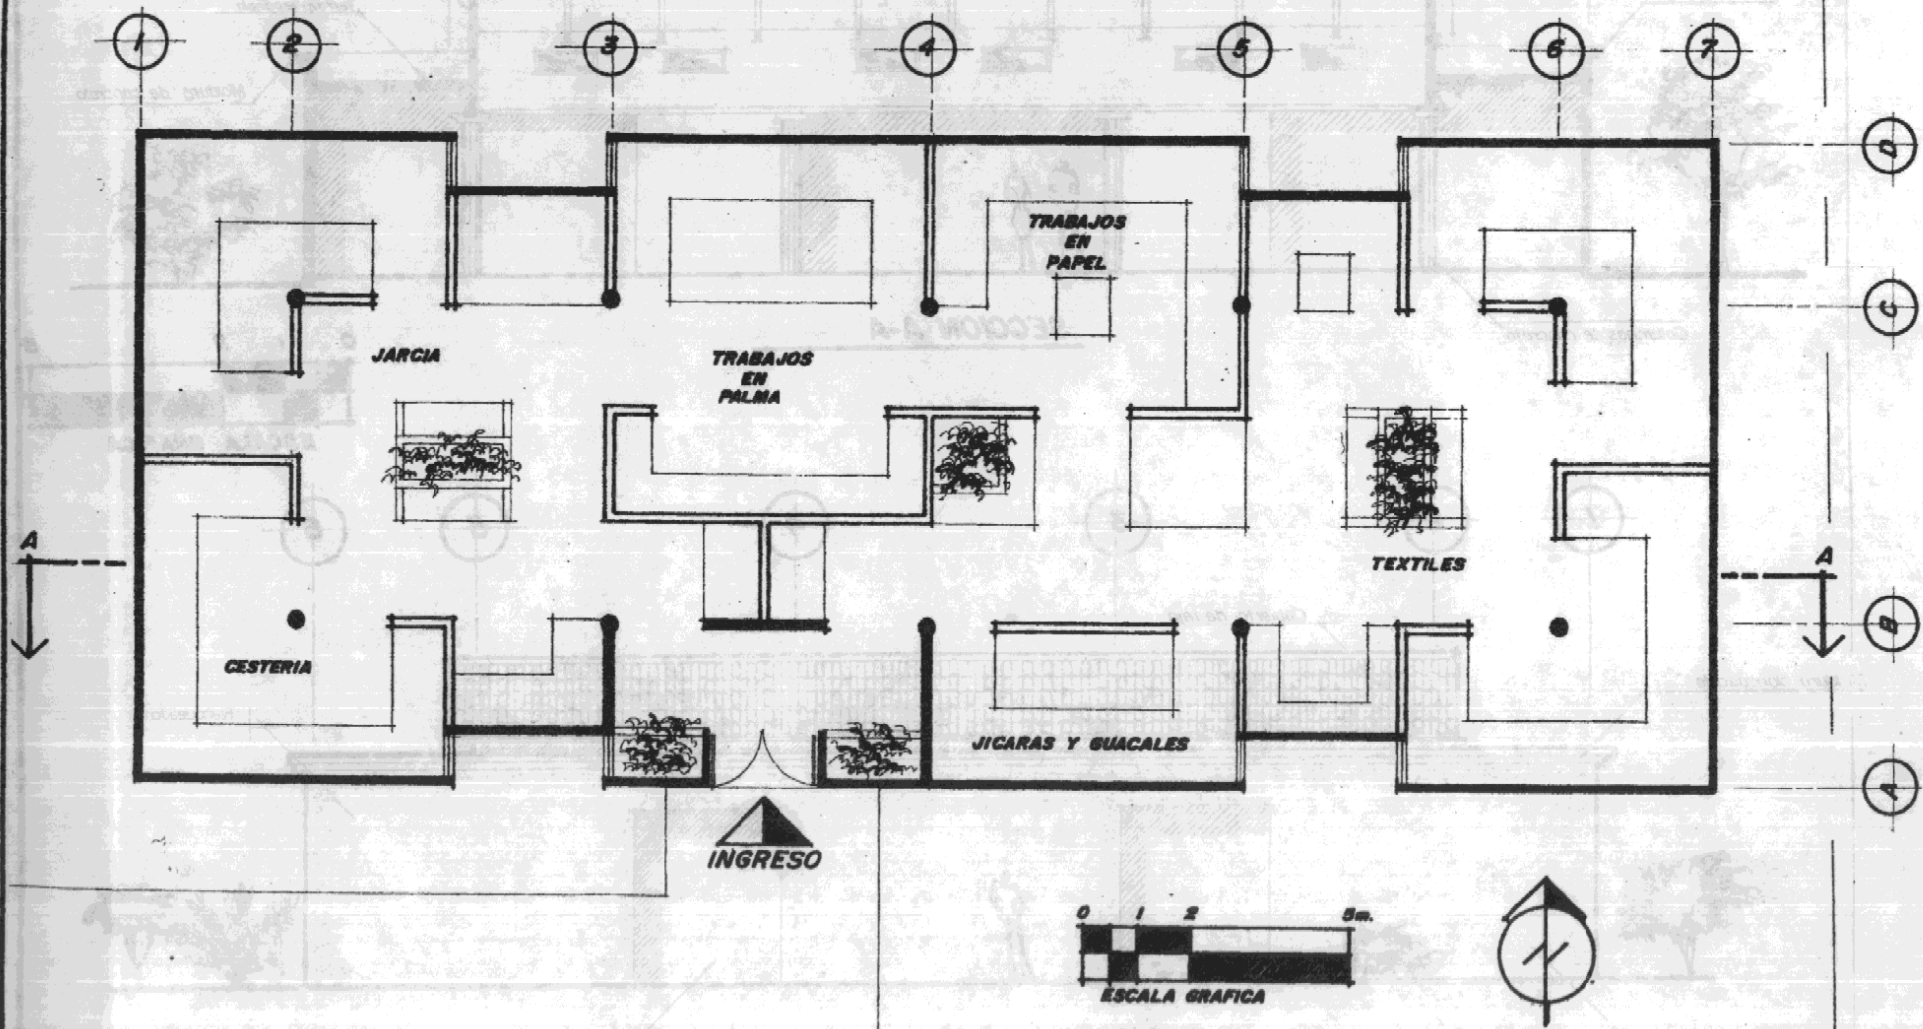 1 2 3 4 5 6 7
D
TRABAJOS
EN
PAPEL
C
JARCIA
TRABAJOS
EN
PALMA
SECCION A-A
A
A
TEXTILES
B
CESTERIA
JICARAS Y GUACALES
A
INGRESO
0 1 2 5m.
ESCALA GRAFICA
N